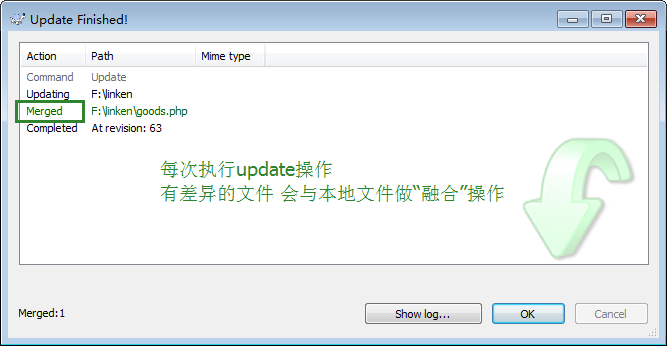 Update Finished!
Action Path Mime type
Command Update
Updating F:\linken
Merged F:\linken\goods.php
Completed At revision: 63
每次执行update操作
有差异的文件 会与本地文件做“融合”操作
Merged:1
Show log... OK Cancel